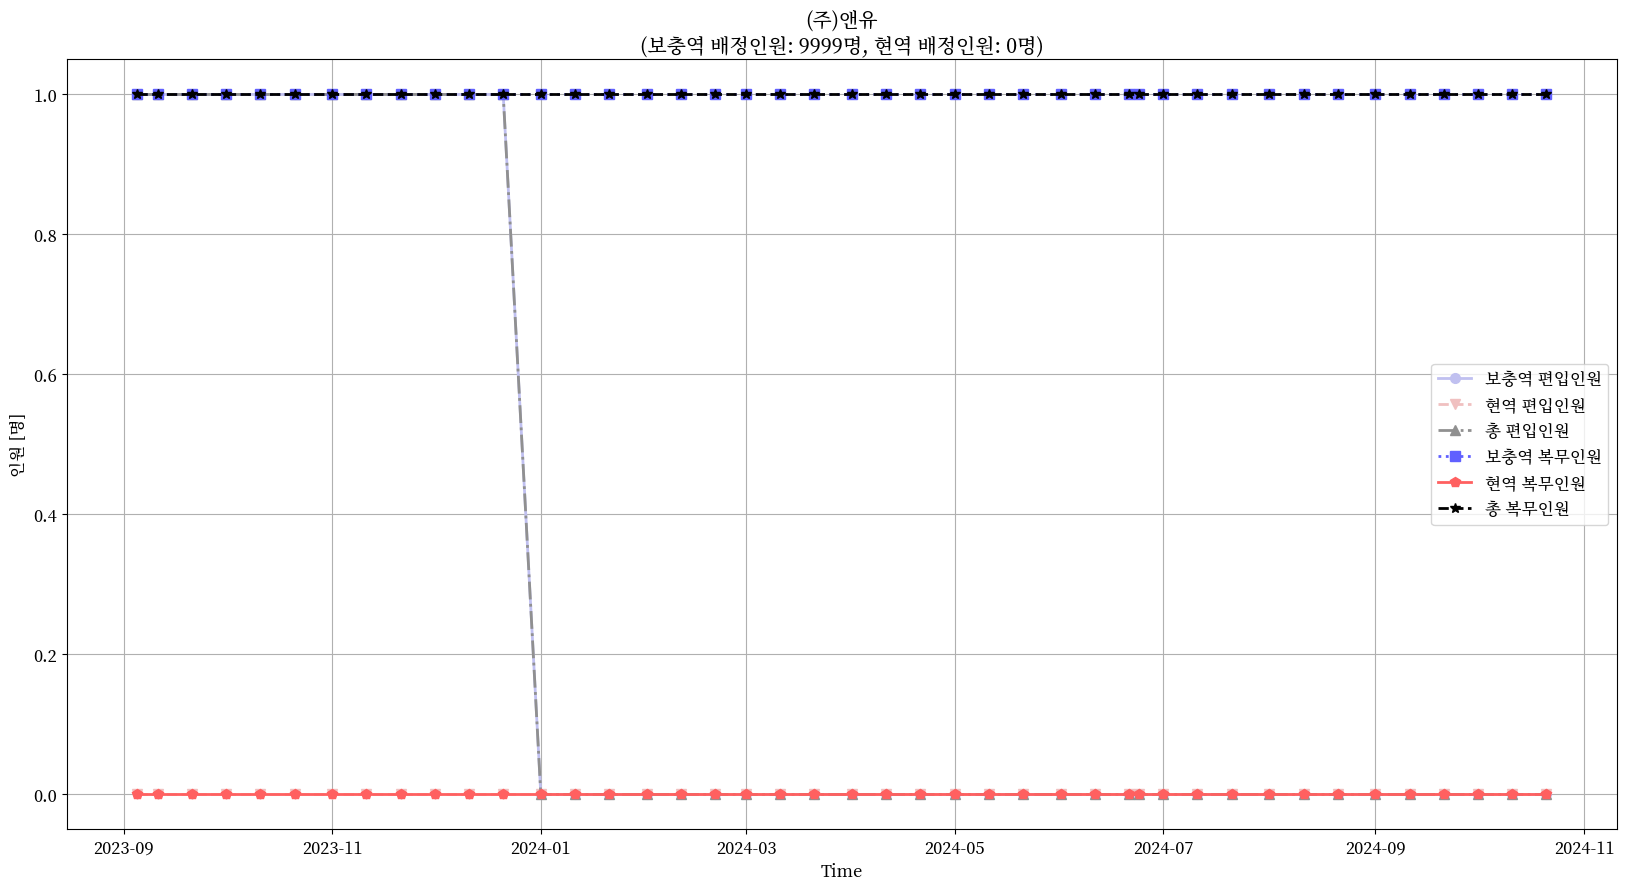 (주)앤유
(보충역 배정인원: 9999명, 현역 배정인원: 0명)
1.0
0.8
0.6
0.4
0.2
0.0
인원 [명]
보충역 편입인원
현역 편입인원
총 편입인원
보충역 복무인원
현역 복무인원
총 복무인원
2023-09 2023-11 2024-01 2024-03 2024-05 2024-07 2024-09 2024-11
Time